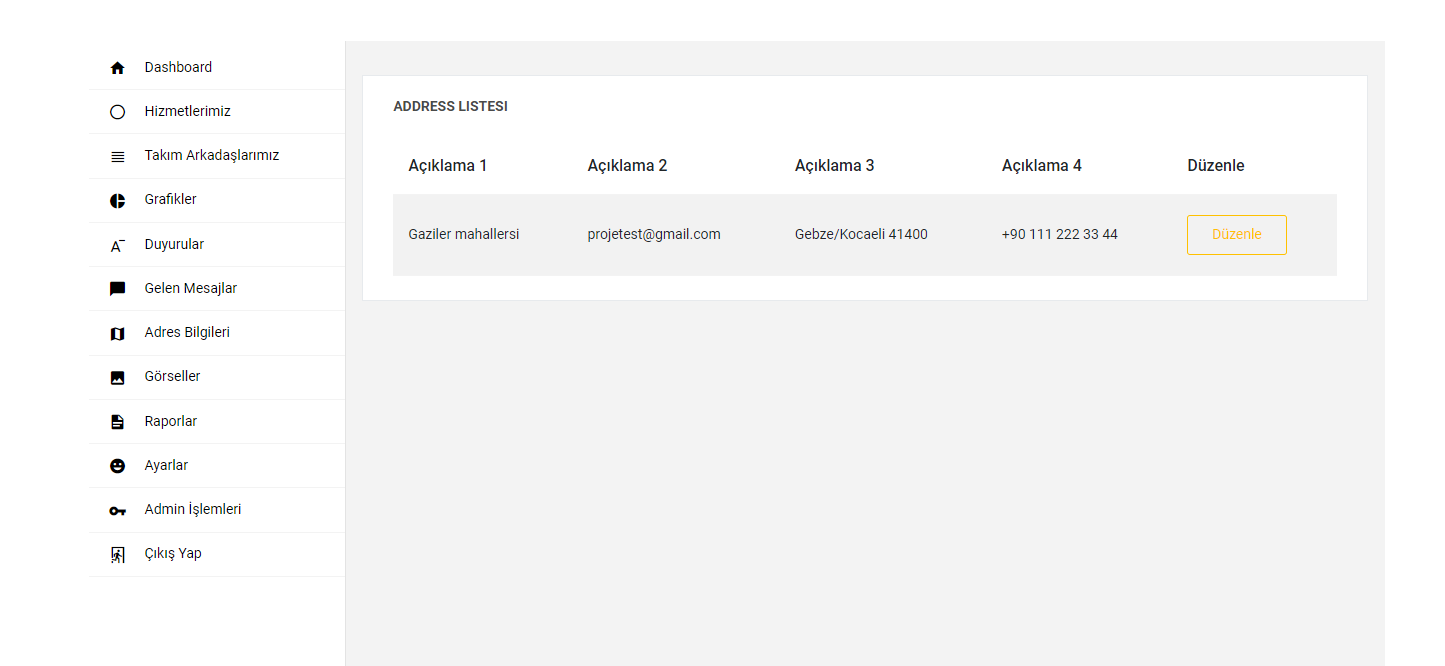 Dashboard
Hizmetlerimiz
Takım Arkadaşlarımız
Grafikler
Duyurular
Gelen Mesajlar
Adres Bilgileri
Görseller
Raporlar
Ayarlar
Admin İşlemleri
Çıkış Yap
ADDRESS LISTESI
Açıklama 1 Açıklama 2 Açıklama 3 Açıklama 4 Düzenle
Gaziler mahallersi projetest@gmail.com Gebze/Kocaeli 41400 +90 111 222 33 44 Düzenle